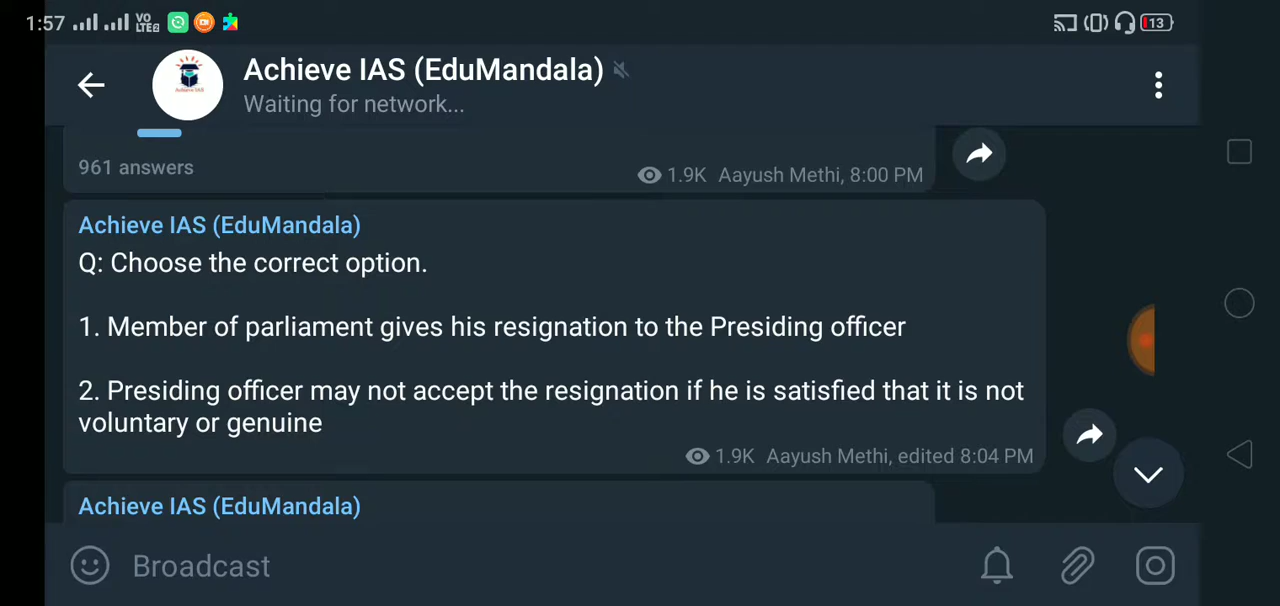 1:57 VO LTE2 13
Achieve IAS (EduMandala)
Waiting for network...
961 answers
1.9K Aayush Methi, 8:00 PM
Achieve IAS (EduMandala)
Q: Choose the correct option.
1. Member of parliament gives his resignation to the Presiding officer
2. Presiding officer may not accept the resignation if he is satisfied that it is not
voluntary or genuine
1.9K Aayush Methi, edited 8:04 PM
Achieve IAS (EduMandala)
Broadcast